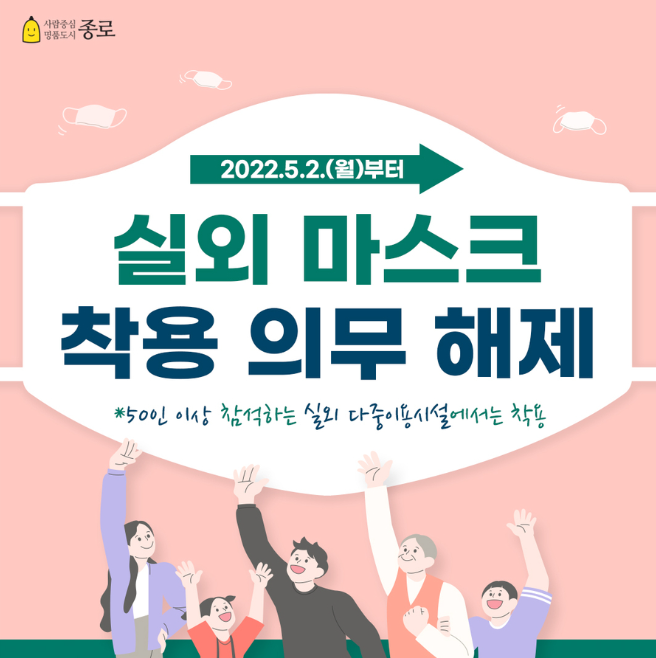 사람중심
명품도시 종로
2022.5.2.(월)부터
실외 마스크
착용 의무 해제
*50인 이상 참석하는 실외 다중이용시설에서는 착용